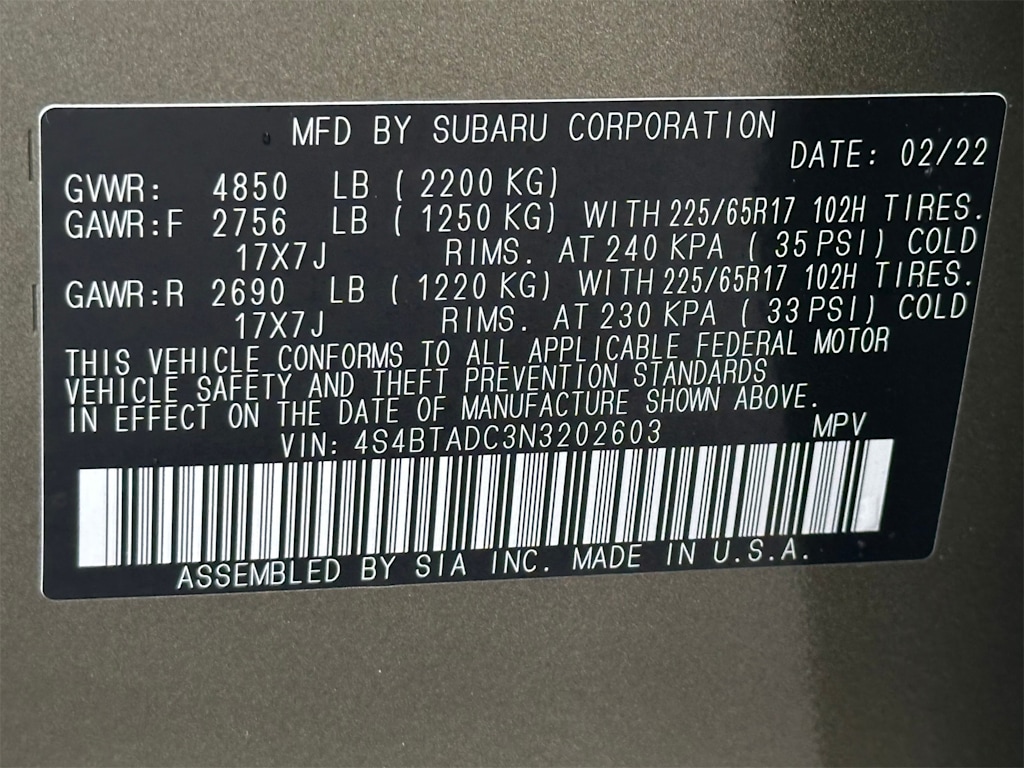 MFD BY SUBARU CORPORATION
DATE: 02/22
GVWR: 4850 LB ( 2200 KG)
GAWR:F 2756 LB ( 1250 KG) WITH 225/65R17 102H TIRES.
17X7J RIMS. AT 240 KPA ( 35 PSI) COLD
GAWR:R 2690 LB ( 1220 KG) WITH 225/65R17 102H TIRES.
17X7J RIMS. AT 230 KPA ( 33 PSI) COLD
THIS VEHICLE CONFORMS TO ALL APPLICABLE FEDERAL MOTOR
VEHICLE SAFETY AND THEFT PREVENTION STANDARDS
IN EFFECT ON THE DATE OF MANUFACTURE SHOWN ABOVE.
VIN: 4S4BTADC3N3202603 MPV
ASSEMBLED BY SIA INC. MADE IN U.S.A.